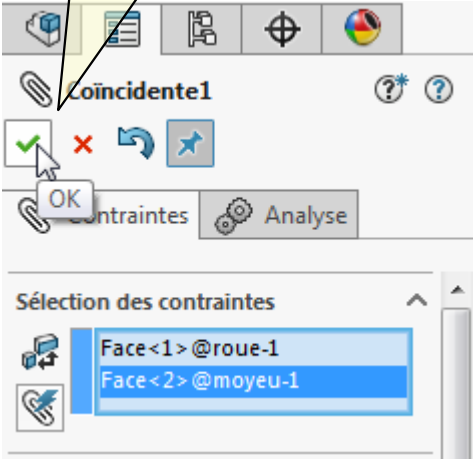 Coïncidente1
OK
Contraintes Analyse
Sélection des contraintes
Face<1>@roue-1
Face<2>@moyeu-1